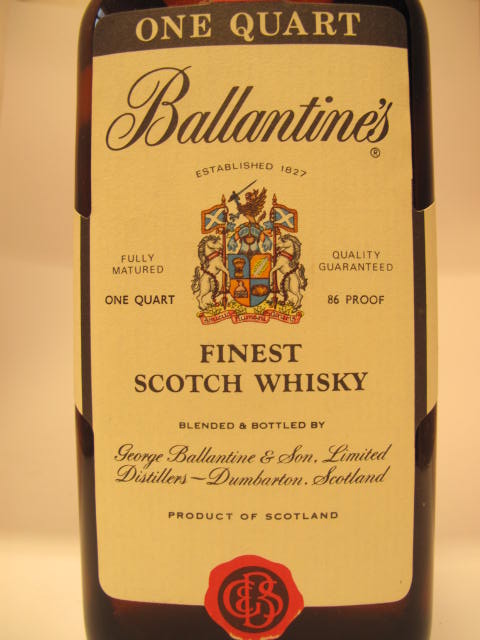 ONE QUART
Ballantine's
®
ESTABLISHED 1827
FULLY
MATURED
QUALITY
GUARANTEED
ONE QUART
86 PROOF
FINEST
SCOTCH WHISKY
BLENDED & BOTTLED BY
George Ballantine & Son, Limited
Distillers—Dumbarton, Scotland
PRODUCT OF SCOTLAND